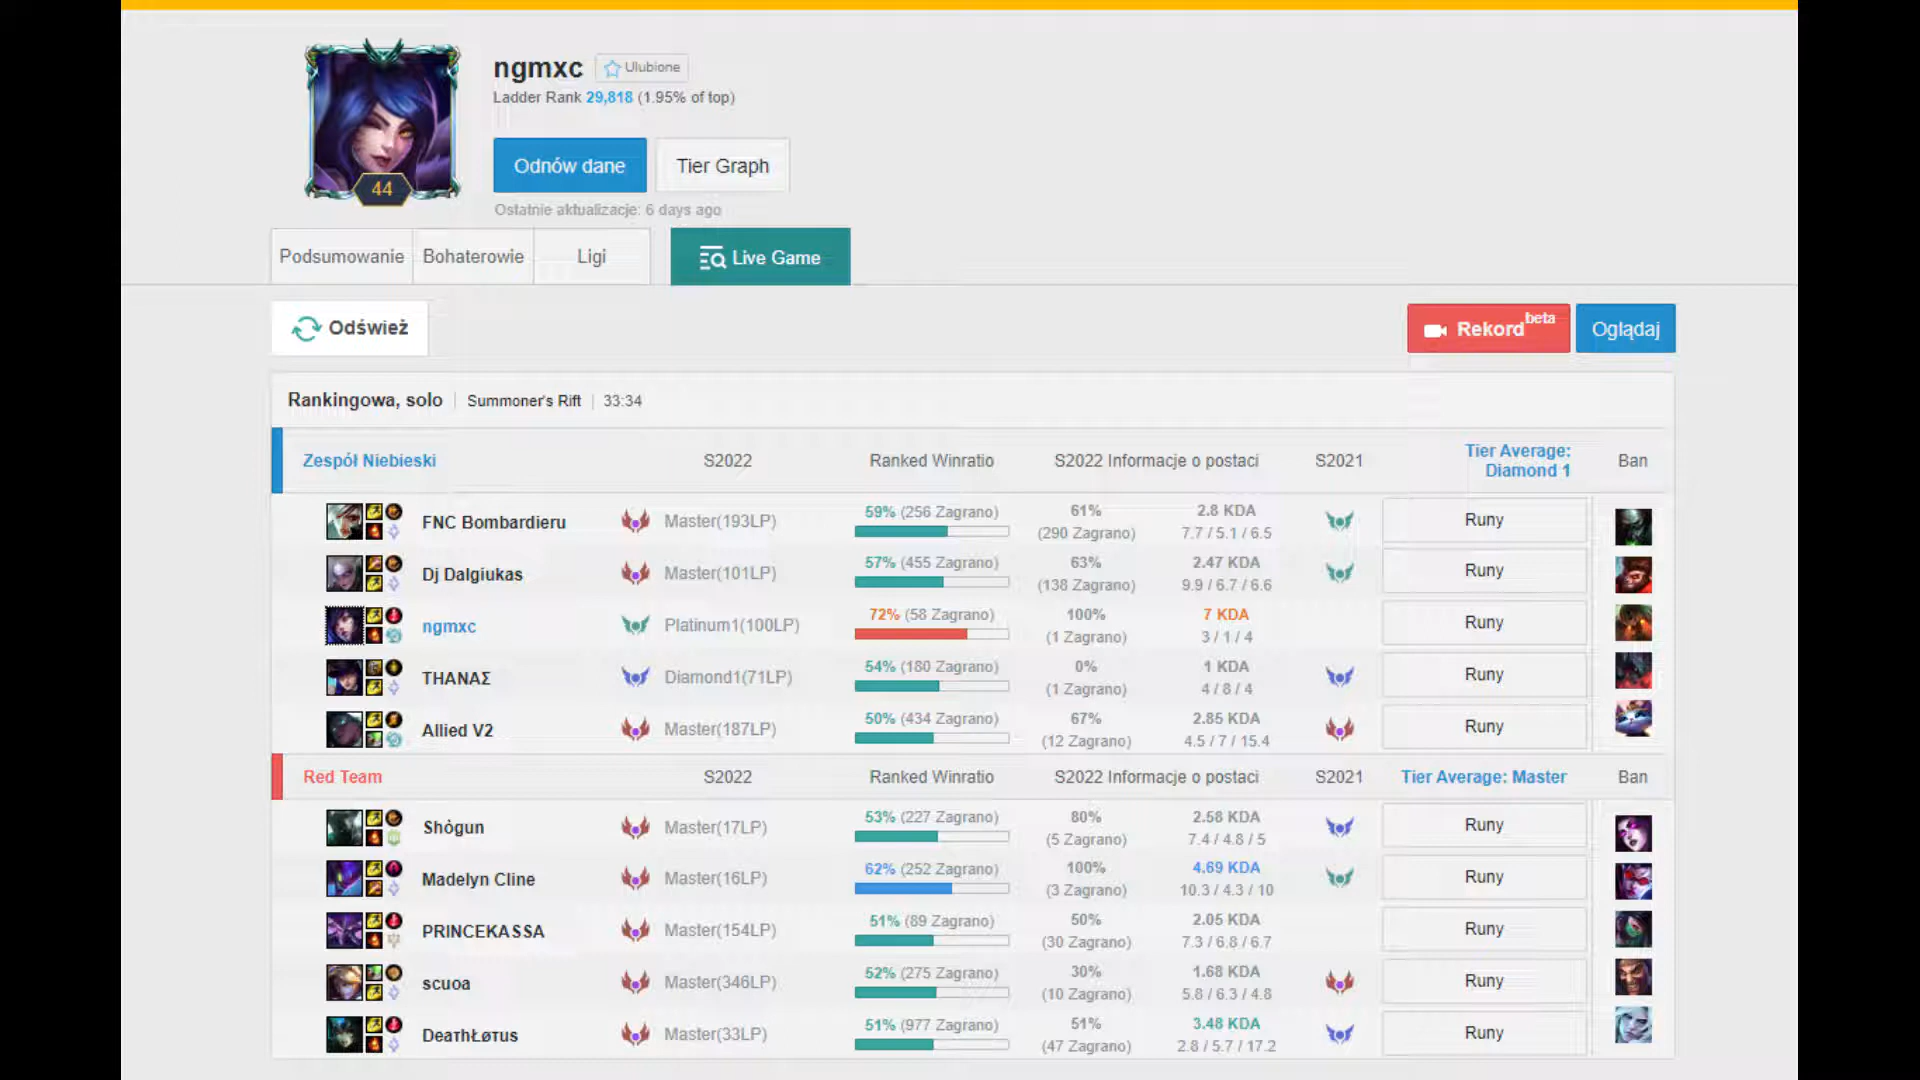 ngmxc Ulubione
Ladder Rank 29,818 (1.95% of top)
44
Odnów dane Tier Graph
Ostatnie aktualizacje: 6 days ago
Podsumowanie Bohaterowie Ligi Live Game
Odśwież Rekord beta Oglądaj
Rankingowa, solo Summoner's Rift 33:34
Zespół Niebieski S2022 Ranked Winratio S2022 Informacje o postaci S2021 Tier Average: Diamond 1 Ban
FNC Bombardieru Master(193LP) 59% (256 Zagrano) 61% (290 Zagrano) 2.8 KDA 7.7 / 5.1 / 6.5 Runy
Dj Dalgiukas Master(101LP) 57% (455 Zagrano) 63% (138 Zagrano) 2.47 KDA 9.9 / 6.7 / 6.6 Runy
ngmxc Platinum1(100LP) 72% (58 Zagrano) 100% (1 Zagrano) 7 KDA 3 / 1 / 4 Runy
THANAΣ Diamond1(71LP) 54% (180 Zagrano) 0% (1 Zagrano) 1 KDA 4 / 8 / 4 Runy
Allied V2 Master(187LP) 50% (434 Zagrano) 67% (12 Zagrano) 2.85 KDA 4.5 / 7 / 15.4 Runy
Red Team S2022 Ranked Winratio S2022 Informacje o postaci S2021 Tier Average: Master Ban
Shògun Master(17LP) 53% (227 Zagrano) 80% (5 Zagrano) 2.58 KDA 7.4 / 4.8 / 5 Runy
Madelyn Cline Master(16LP) 62% (252 Zagrano) 100% (3 Zagrano) 4.69 KDA 10.3 / 4.3 / 10 Runy
PRINCEKASSA Master(154LP) 51% (89 Zagrano) 50% (30 Zagrano) 2.05 KDA 7.3 / 6.8 / 6.7 Runy
scuoa Master(346LP) 52% (275 Zagrano) 30% (10 Zagrano) 1.68 KDA 5.8 / 6.3 / 4.8 Runy
DeaтhŁøтus Master(33LP) 51% (977 Zagrano) 51% (47 Zagrano) 3.48 KDA 2.8 / 5.7 / 17.2 Runy